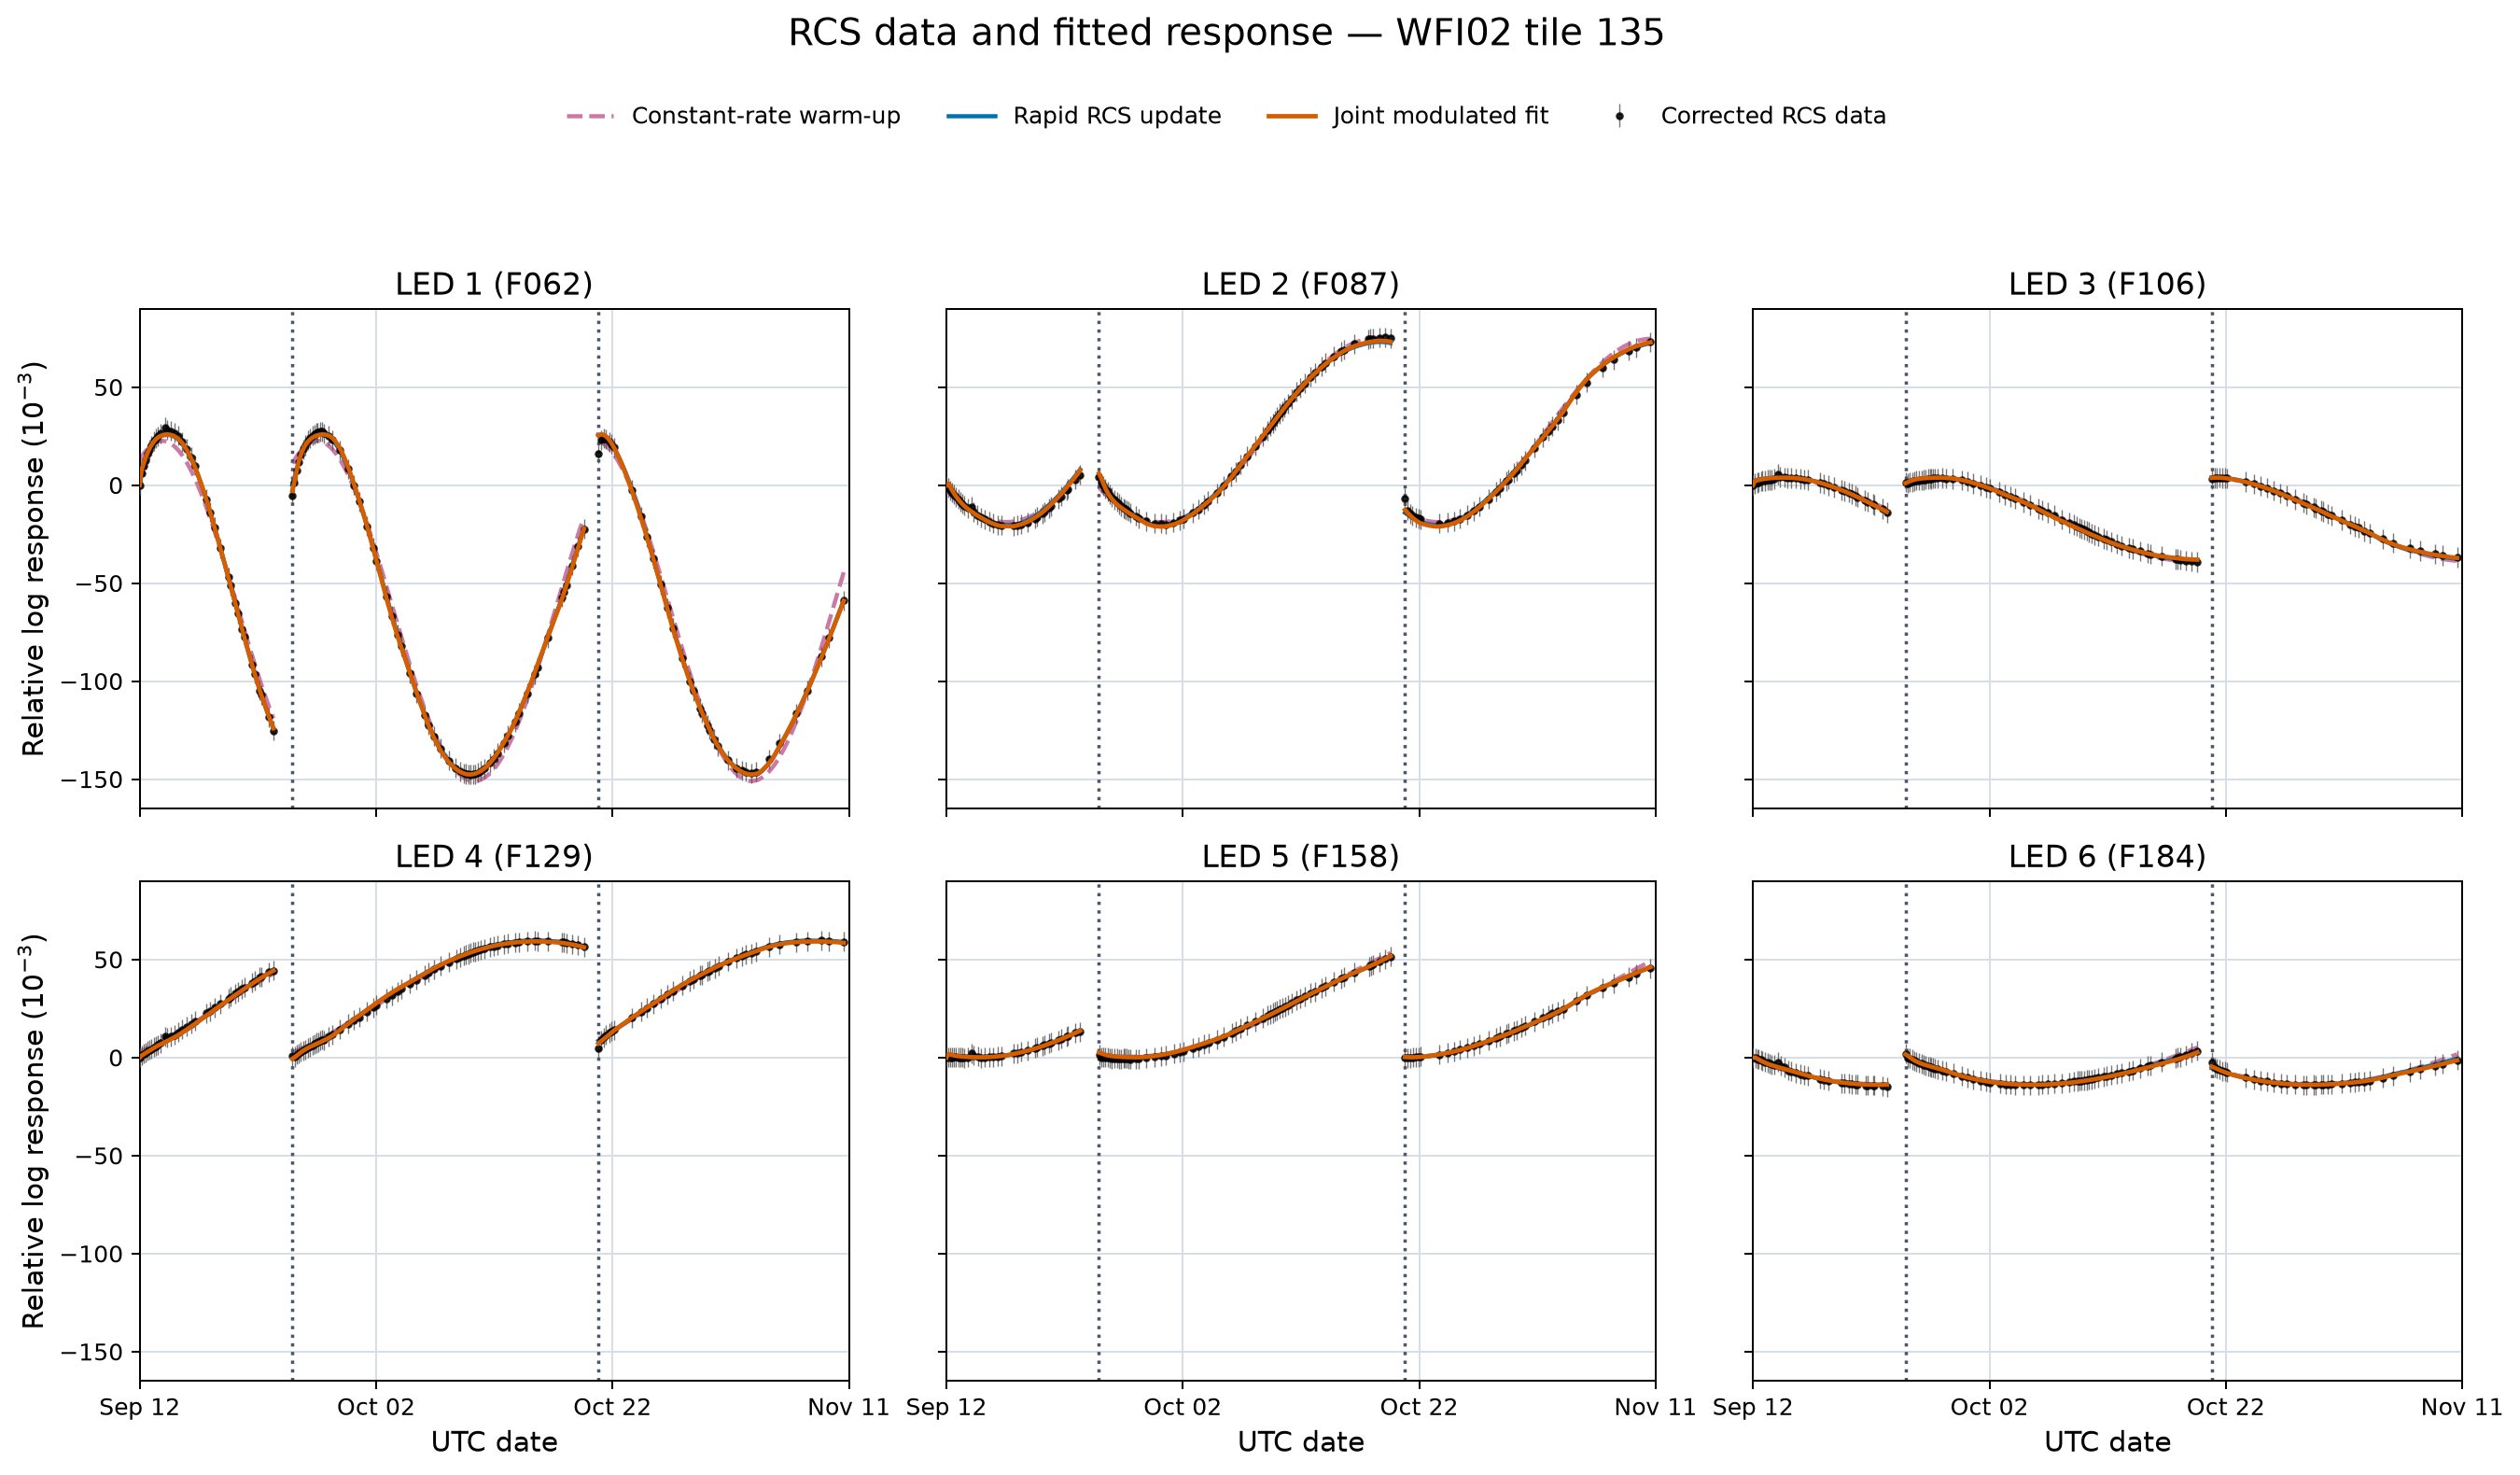 RCS data and fitted response — WFI02 tile 135
Constant-rate warm-up Rapid RCS update Joint modulated fit Corrected RCS data
LED 1 (F062) LED 2 (F087) LED 3 (F106)
Relative log response (10⁻³)
50
0
−50
−100
−150
LED 4 (F129) LED 5 (F158) LED 6 (F184)
Relative log response (10⁻³)
50
0
−50
−100
−150
Sep 12 Oct 02 Oct 22 Nov 11 Sep 12 Oct 02 Oct 22 Nov 11 Sep 12 Oct 02 Oct 22 Nov 11
UTC date UTC date UTC date